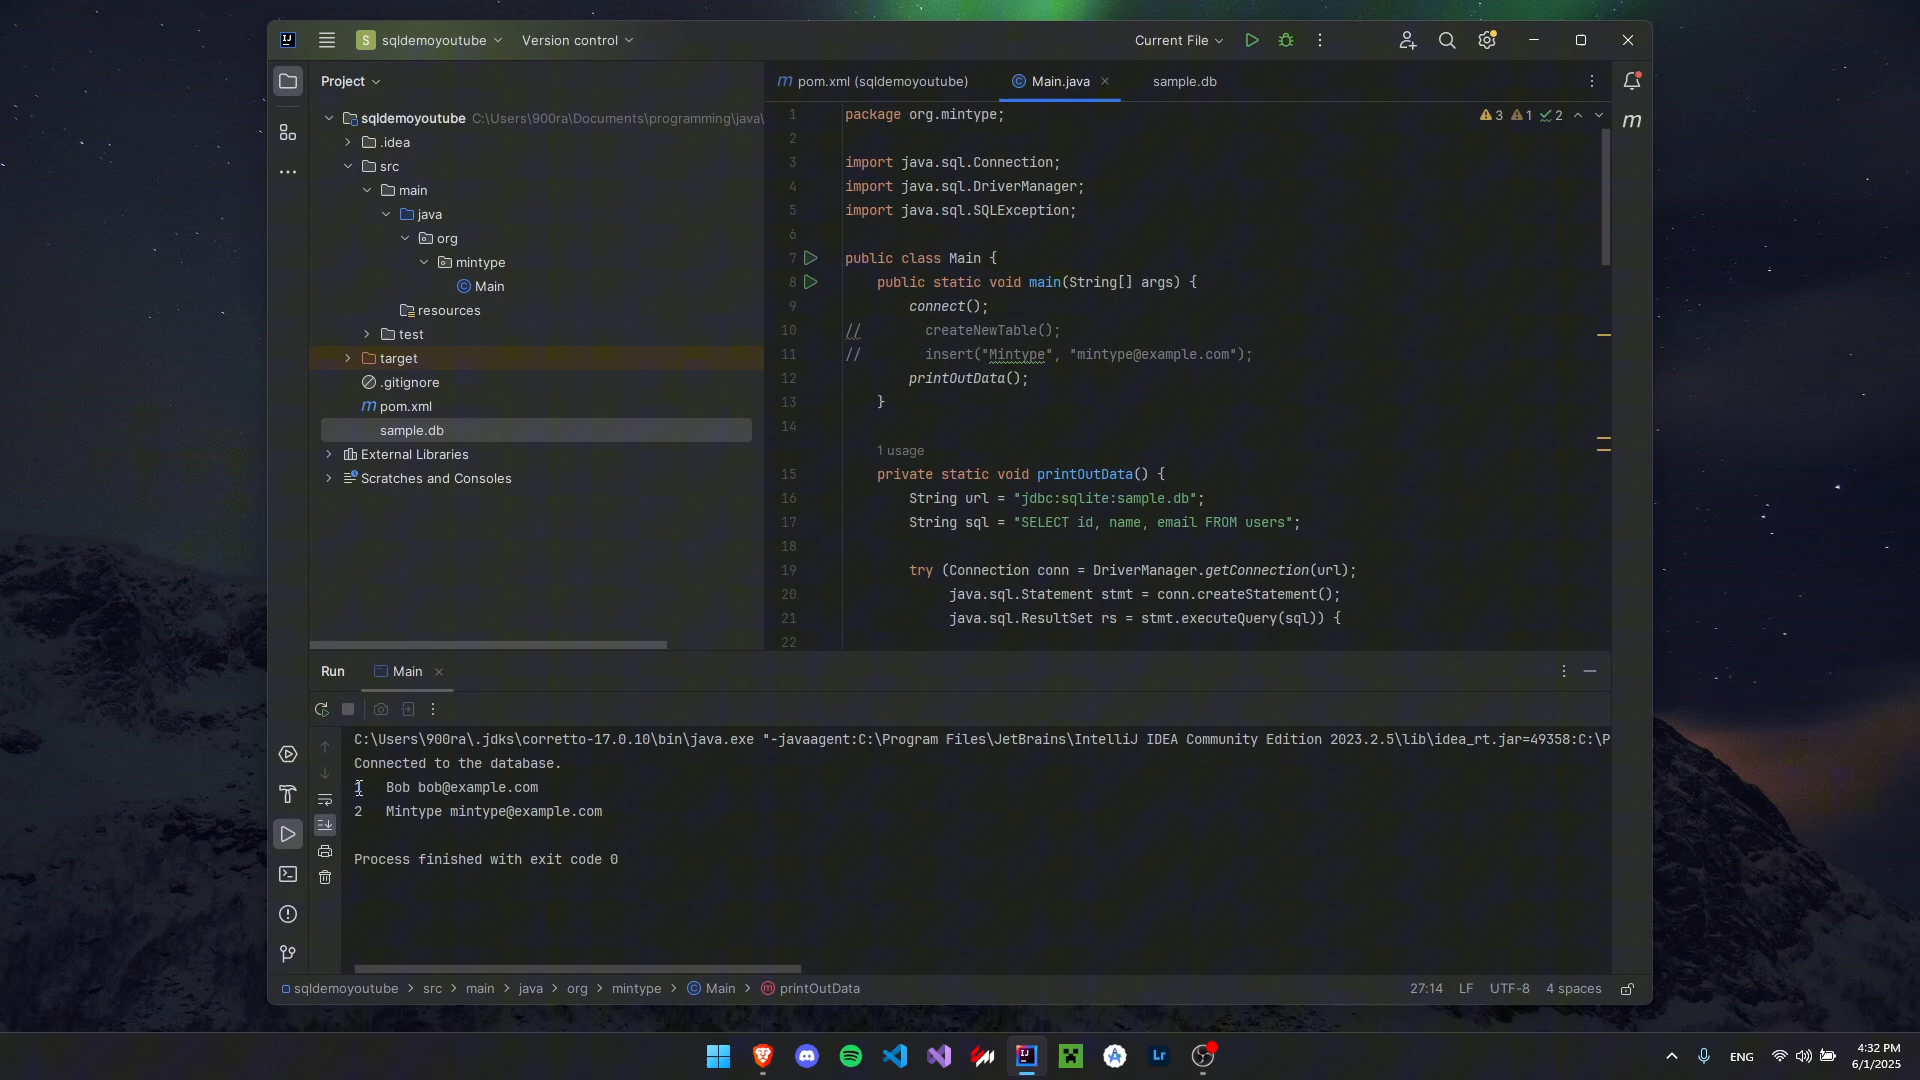 sqldemoyoutube
Version control
Current File
Project
pom.xml (sqldemoyoutube)
Main.java
sample.db
sqldemoyoutube C:\Users\900ra\Documents\programming\java\
.idea
src
main
java
org
mintype
Main
resources
test
target
.gitignore
pom.xml
sample.db
External Libraries
Scratches and Consoles
3 1 2
1 package org.mintype;
2
3 import java.sql.Connection;
4 import java.sql.DriverManager;
5 import java.sql.SQLException;
6
7 public class Main {
8 public static void main(String[] args) {
9 connect();
10 // createNewTable();
11 // insert("Mintype", "mintype@example.com");
12 printOutData();
13 }
14
1 usage
15 private static void printOutData() {
16 String url = "jdbc:sqlite:sample.db";
17 String sql = "SELECT id, name, email FROM users";
18
19 try (Connection conn = DriverManager.getConnection(url);
20 java.sql.Statement stmt = conn.createStatement();
21 java.sql.ResultSet rs = stmt.executeQuery(sql)) {
22
Run
Main
C:\Users\900ra\.jdks\corretto-17.0.10\bin\java.exe "-javaagent:C:\Program Files\JetBrains\IntelliJ IDEA Community Edition 2023.2.5\lib\idea_rt.jar=49358:C:\P
Connected to the database.
1 Bob bob@example.com
2 Mintype mintype@example.com
Process finished with exit code 0
sqldemoyoutube > src > main > java > org > mintype > Main > printOutData
27:14 LF UTF-8 4 spaces
ENG
4:32 PM
6/1/2025